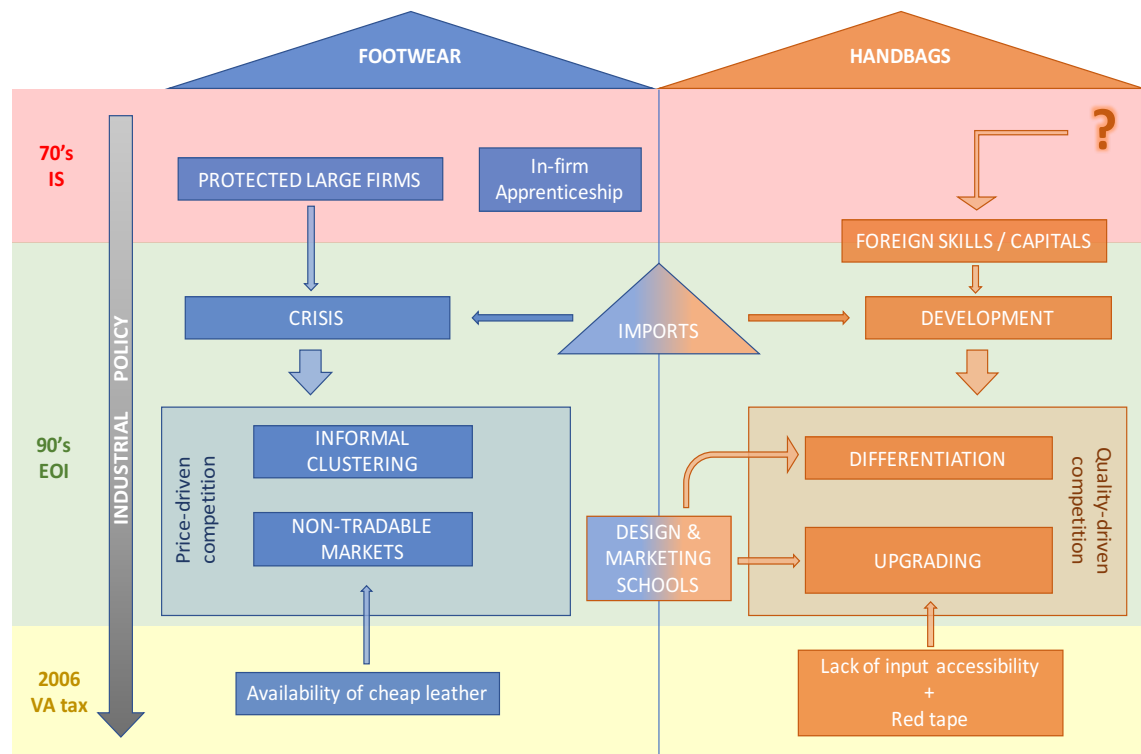 FOOTWEAR
HANDBAGS
70's
IS
PROTECTED LARGE FIRMS
In-firm
Apprenticeship
?
FOREIGN SKILLS / CAPITALS
INDUSTRIAL POLICY
CRISIS
IMPORTS
DEVELOPMENT
90's
EOI
Price-driven
competition
INFORMAL
CLUSTERING
NON-TRADABLE
MARKETS
DESIGN &
MARKETING
SCHOOLS
DIFFERENTIATION
UPGRADING
Quality-driven
competition
2006
VA tax
Availability of cheap leather
Lack of input accessibility
+
Red tape